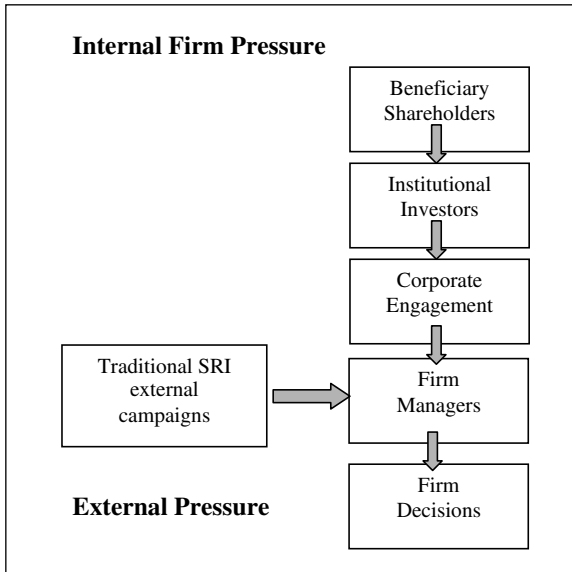 Internal Firm Pressure
Beneficiary
Shareholders
Institutional
Investors
Corporate
Engagement
Traditional SRI
external
campaigns
Firm
Managers
External Pressure
Firm
Decisions